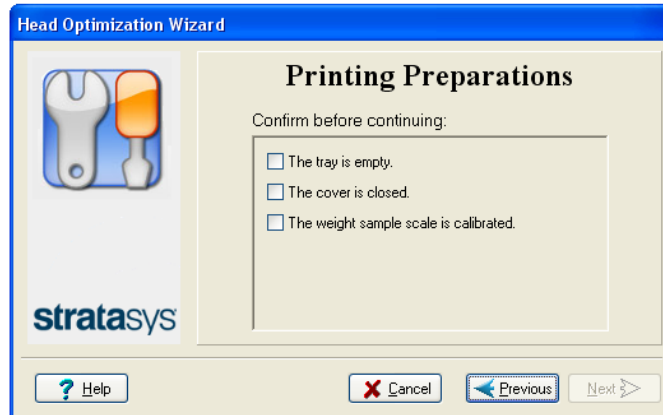 Head Optimization Wizard
Printing Preparations
Confirm before continuing:
The tray is empty.
The cover is closed.
The weight sample scale is calibrated.
stratasys
? Help
Cancel
Previous
Next